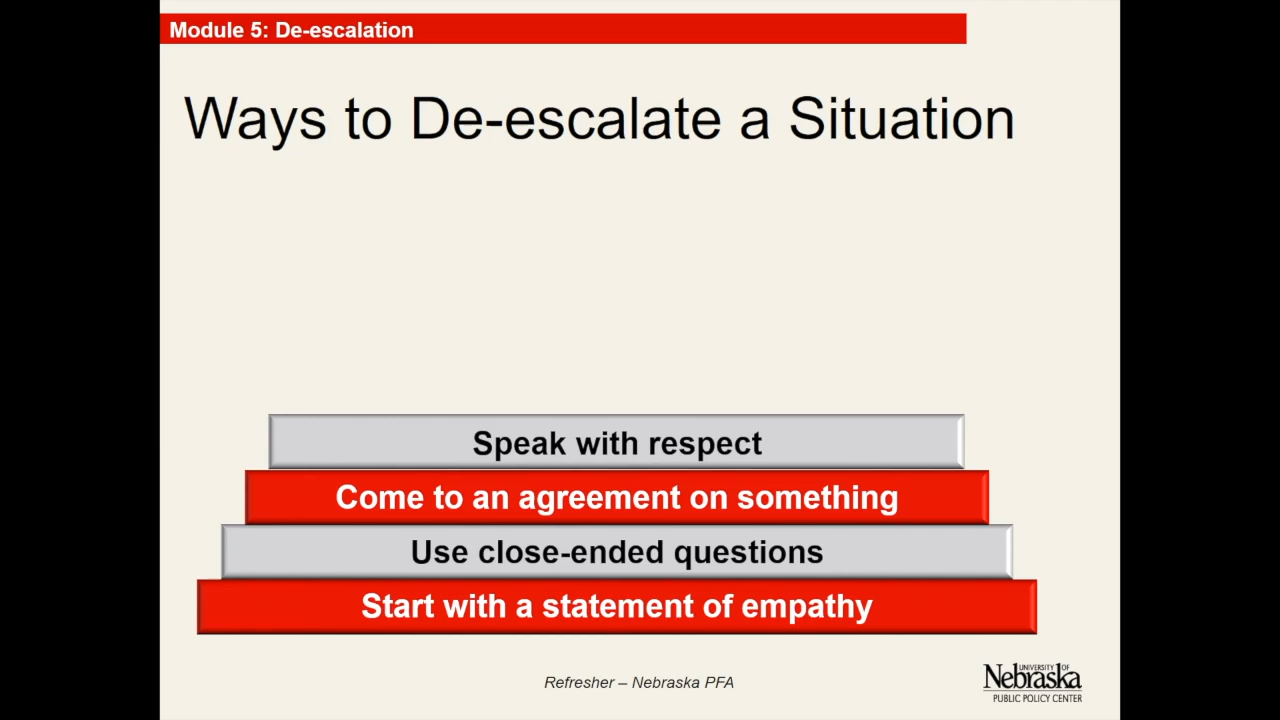 Module 5: De-escalation
Ways to De-escalate a Situation
Speak with respect
Come to an agreement on something
Use close-ended questions
Start with a statement of empathy
Refresher – Nebraska PFA
UNIVERSITY OF
Nebraska
PUBLIC POLICY CENTER